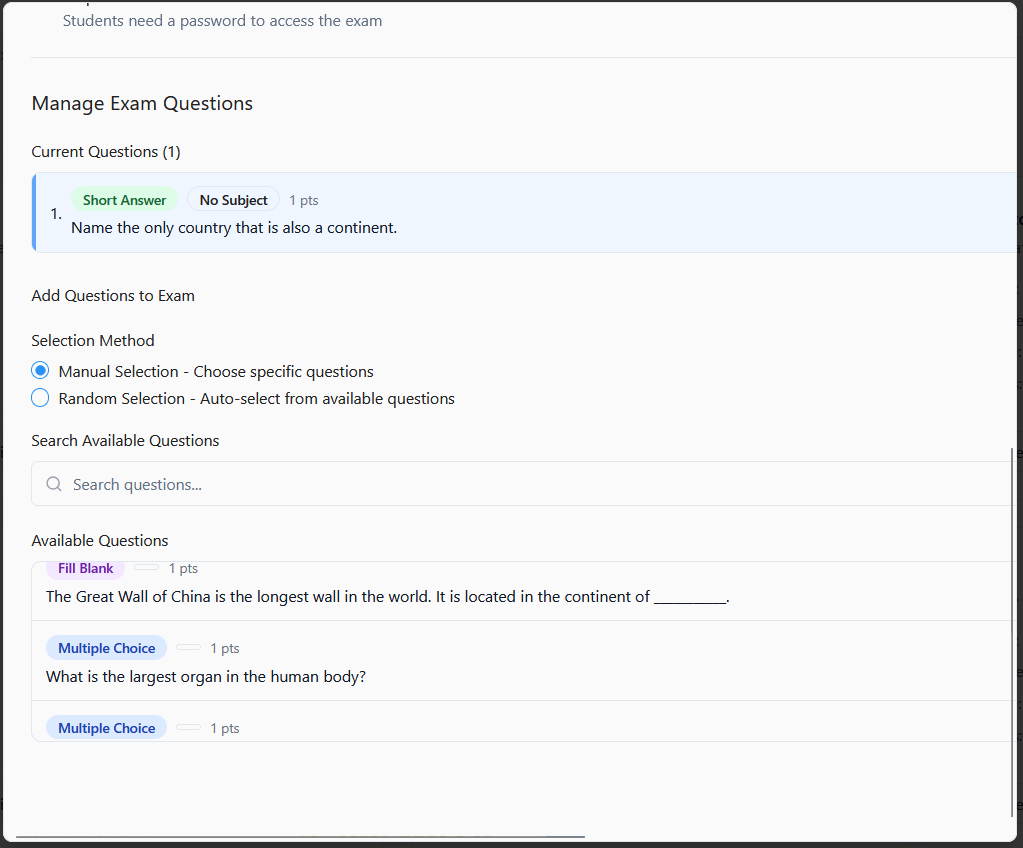 Students need a password to access the exam
Manage Exam Questions
Current Questions (1)
Short Answer No Subject 1 pts
1.
Name the only country that is also a continent.
Add Questions to Exam
Selection Method
Manual Selection - Choose specific questions
Random Selection - Auto-select from available questions
Search Available Questions
Search questions...
Available Questions
Fill Blank 1 pts
The Great Wall of China is the longest wall in the world. It is located in the continent of __________.
Multiple Choice 1 pts
What is the largest organ in the human body?
Multiple Choice 1 pts